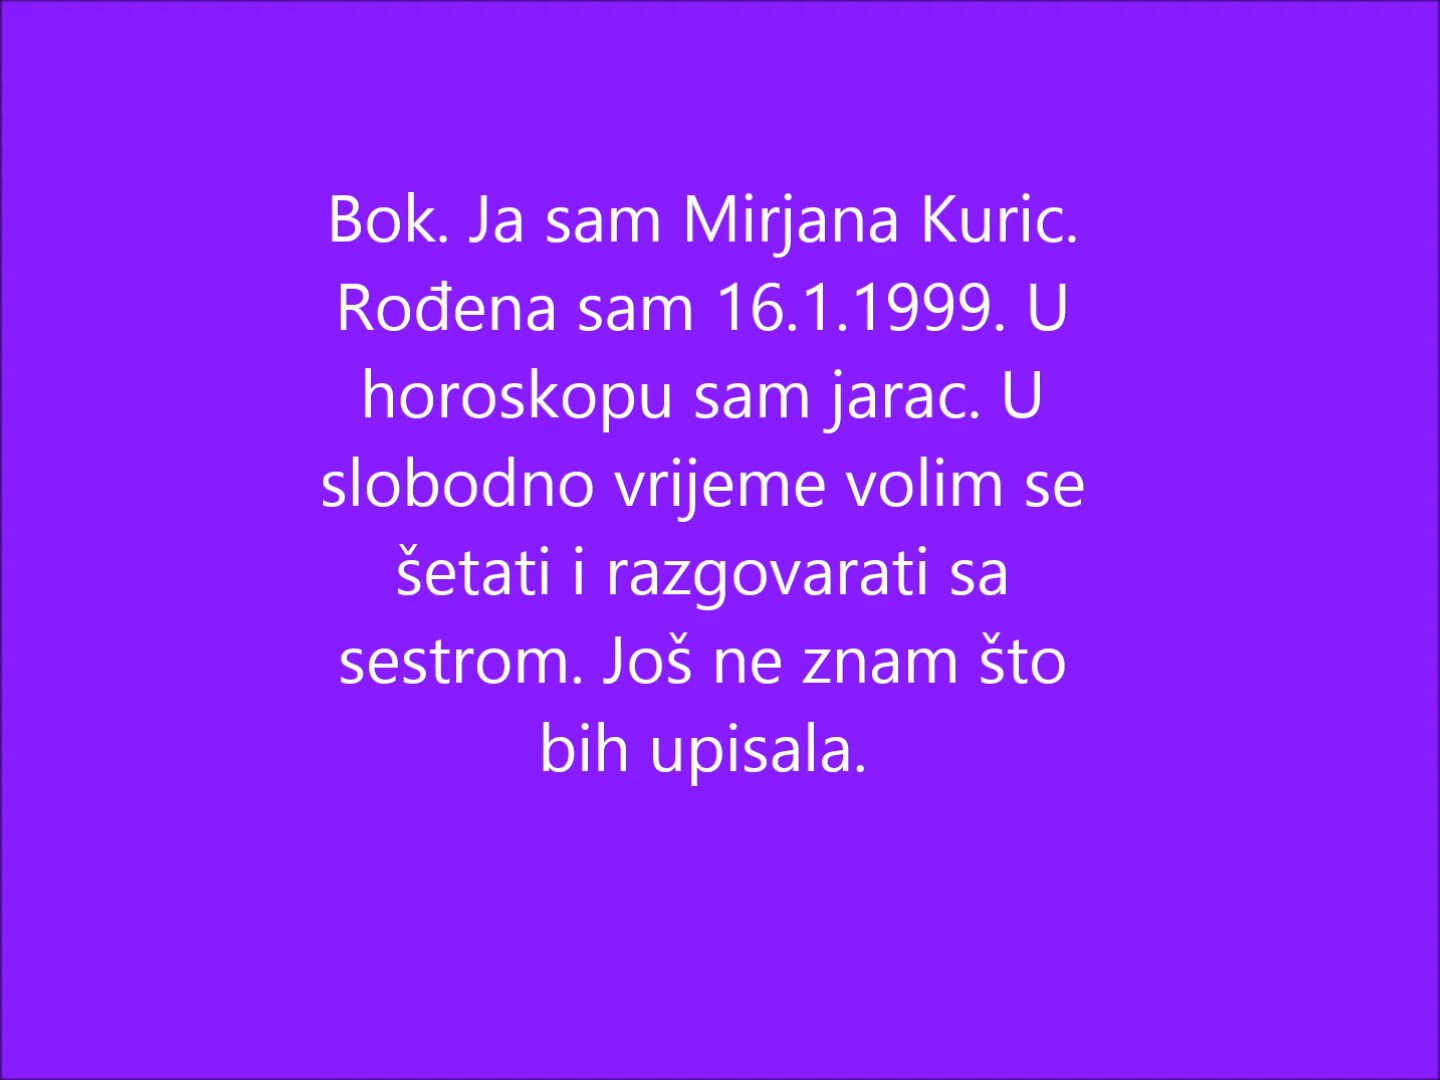 Bok. Ja sam Mirjana Kuric.
Rođena sam 16.1.1999. U
horoskopu sam jarac. U
slobodno vrijeme volim se
šetati i razgovarati sa
sestrom. Još ne znam što
bih upisala.